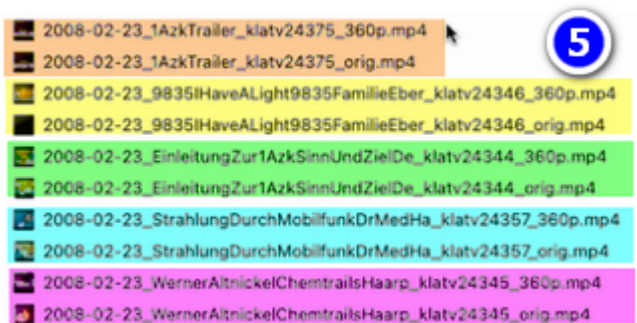 2008-02-23_1AzkTrailer_klatv24375_360p.mp4
5
2008-02-23_1AzkTrailer_klatv24375_orig.mp4
2008-02-23_9835IHaveALight9835FamilieEber_klatv24346_360p.mp4
2008-02-23_9835IHaveALight9835FamilieEber_klatv24346_orig.mp4
2008-02-23_EinleitungZur1AzkSinnUndZielDe_klatv24344_360p.mp4
2008-02-23_EinleitungZur1AzkSinnUndZielDe_klatv24344_orig.mp4
2008-02-23_StrahlungDurchMobilfunkDrMedHa_klatv24357_360p.mp4
2008-02-23_StrahlungDurchMobilfunkDrMedHa_klatv24357_orig.mp4
2008-02-23_WernerAltnickelChemtrailsHaarp_klatv24345_360p.mp4
2008-02-23_WernerAltnickelChemtrailsHaarp_klatv24345_orig.mp4